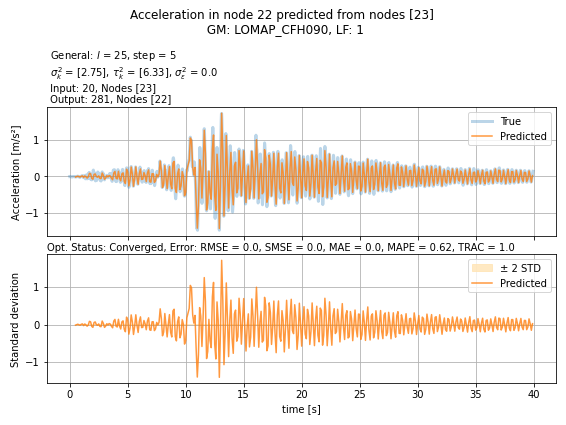 Acceleration in node 22 predicted from nodes [23]
GM: LOMAP_CFH090, LF: 1
General: l = 25, step = 5
σ²ₖ = [2.75], τ²ₖ = [6.33], σ²ε = 0.0
Input: 20, Nodes [23]
Output: 281, Nodes [22]
Acceleration [m/s²]
1
0
−1
True
Predicted
Opt. Status: Converged, Error: RMSE = 0.0, SMSE = 0.0, MAE = 0.0, MAPE = 0.62, TRAC = 1.0
Standard deviation
1
0
−1
± 2 STD
Predicted
0 5 10 15 20 25 30 35 40
time [s]